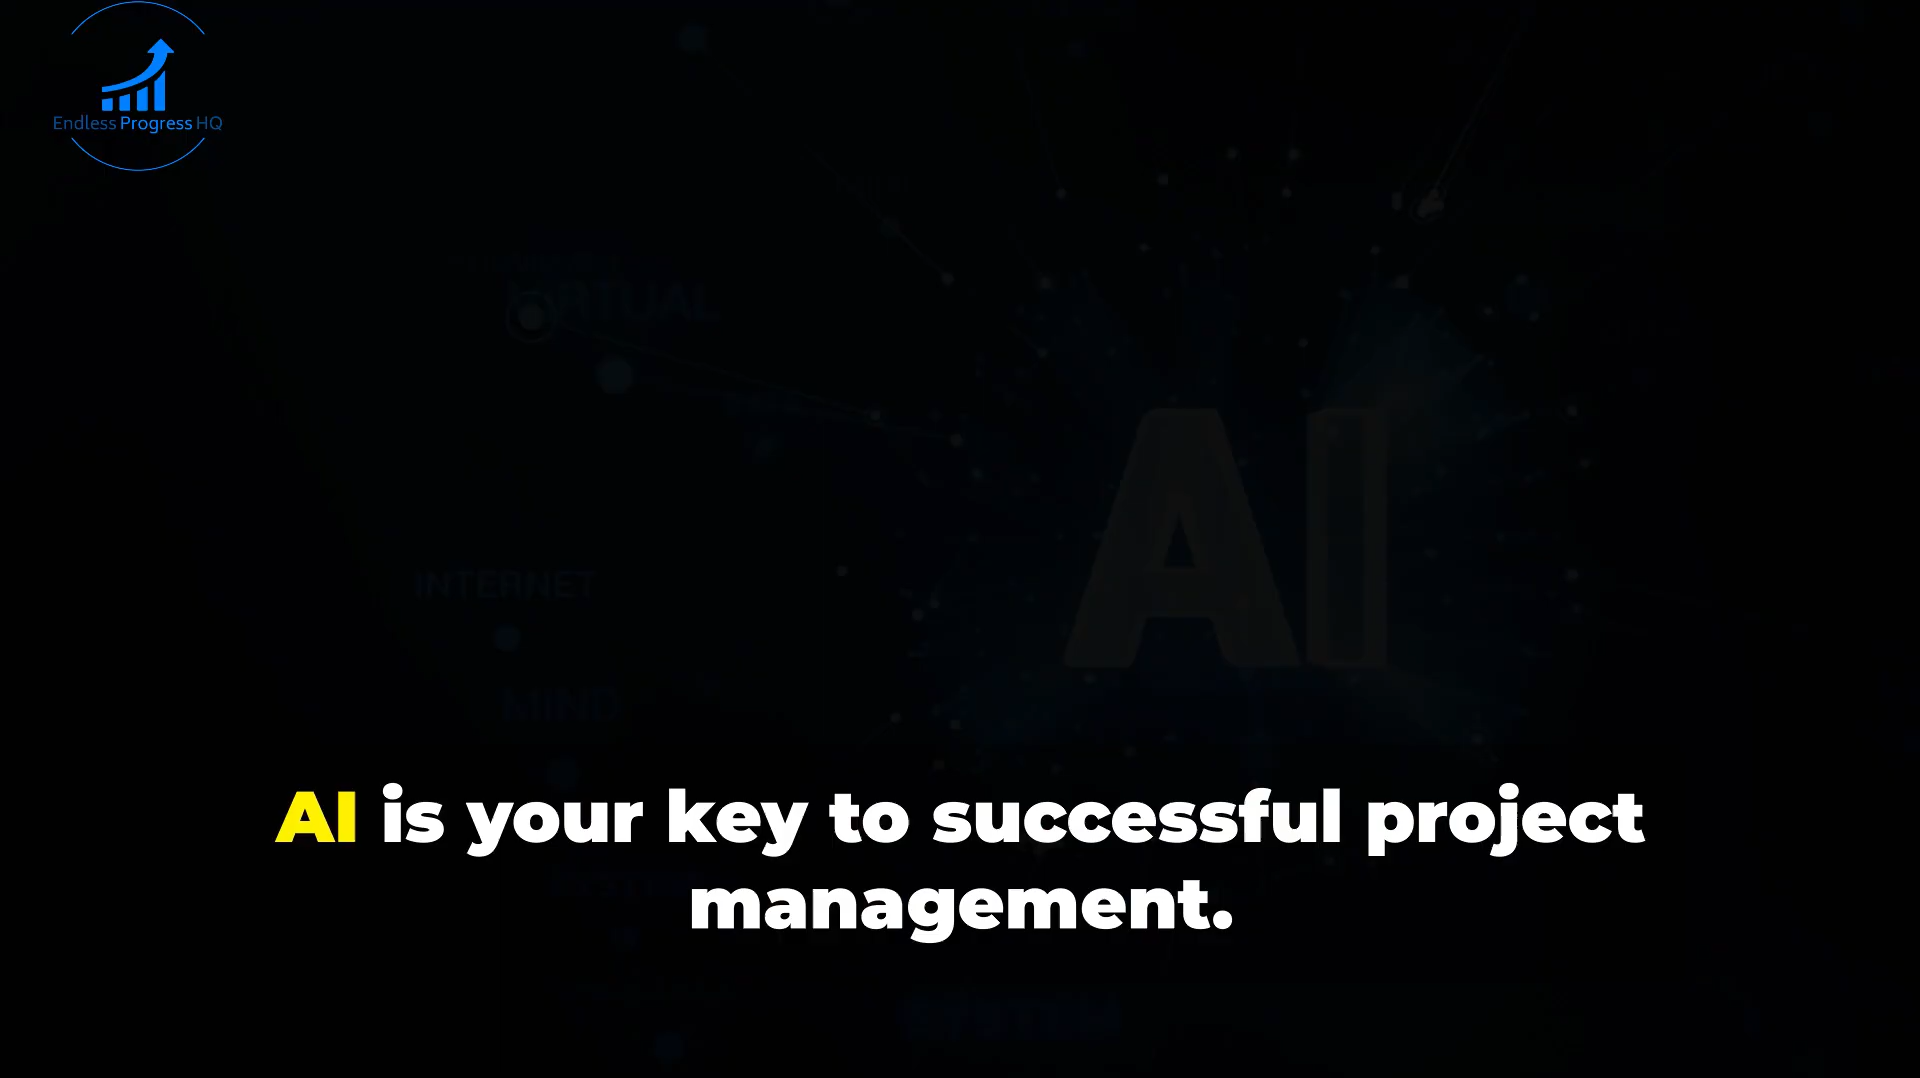 Endless Progress HQ
VIRTUAL
INTERNET
MIND
AI
AI is your key to successful project
management.